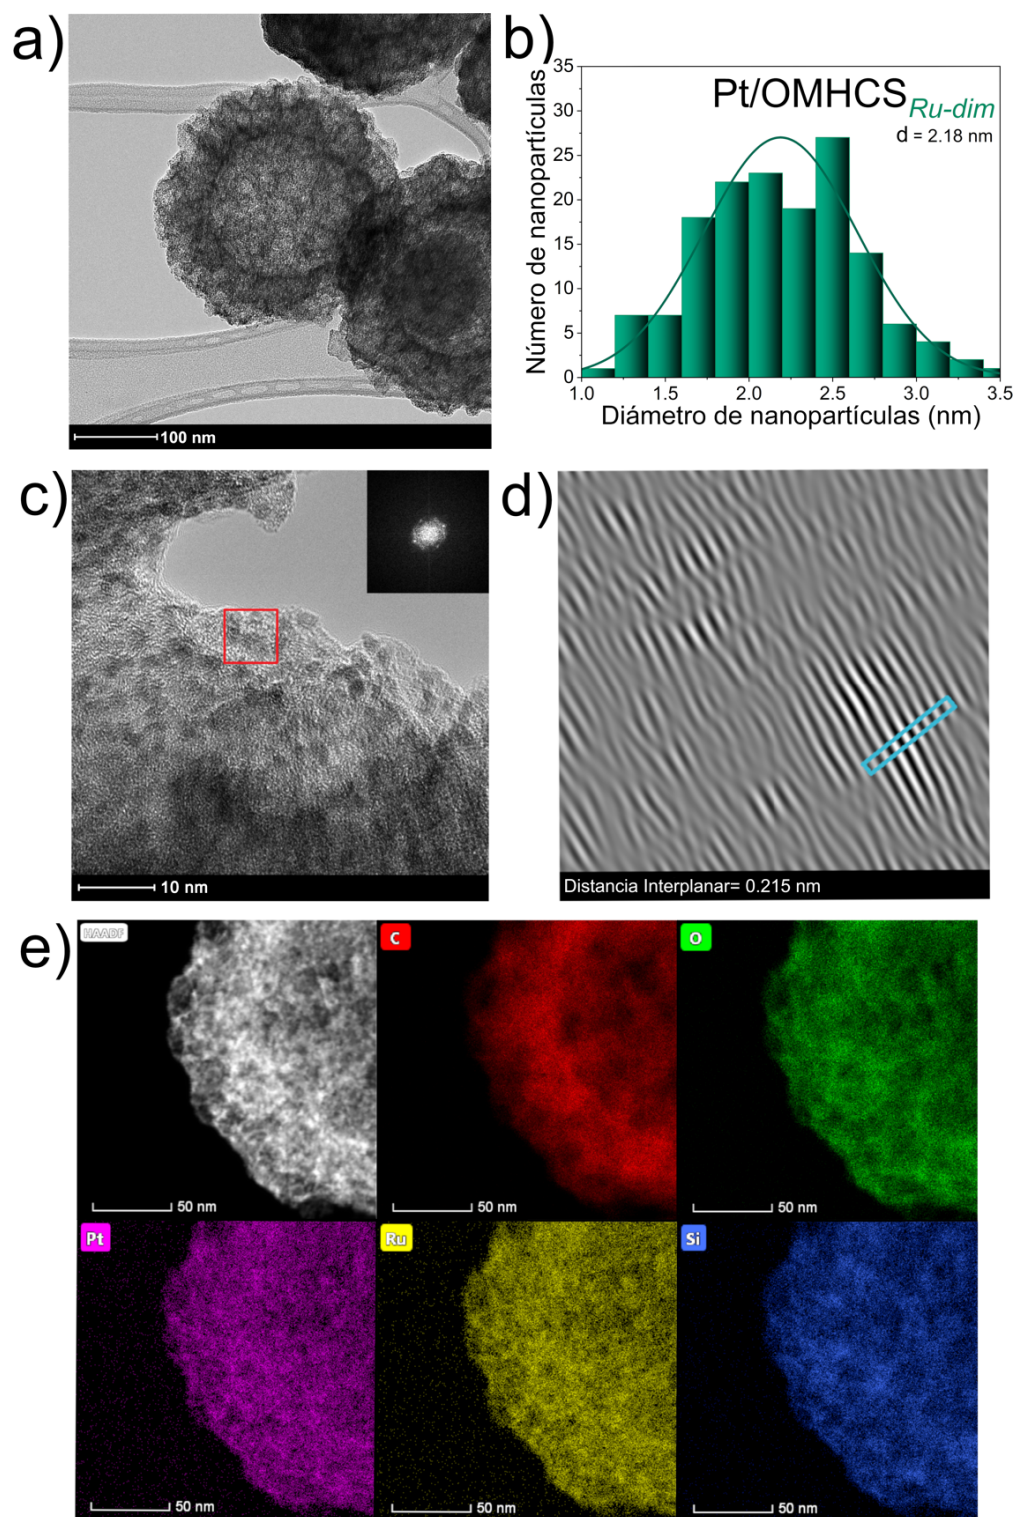 a)
100 nm
b)
Número de nanopartículas
35
30
25
20
15
10
5
0
Pt/OMHCS Ru-dim
d = 2.18 nm
1.0 1.5 2.0 2.5 3.0 3.5
Diámetro de nanopartículas (nm)
c)
10 nm
d)
Distancia Interplanar= 0.215 nm
e)
HAADF
50 nm
C
50 nm
O
50 nm
Pt
50 nm
Ru
50 nm
Si
50 nm